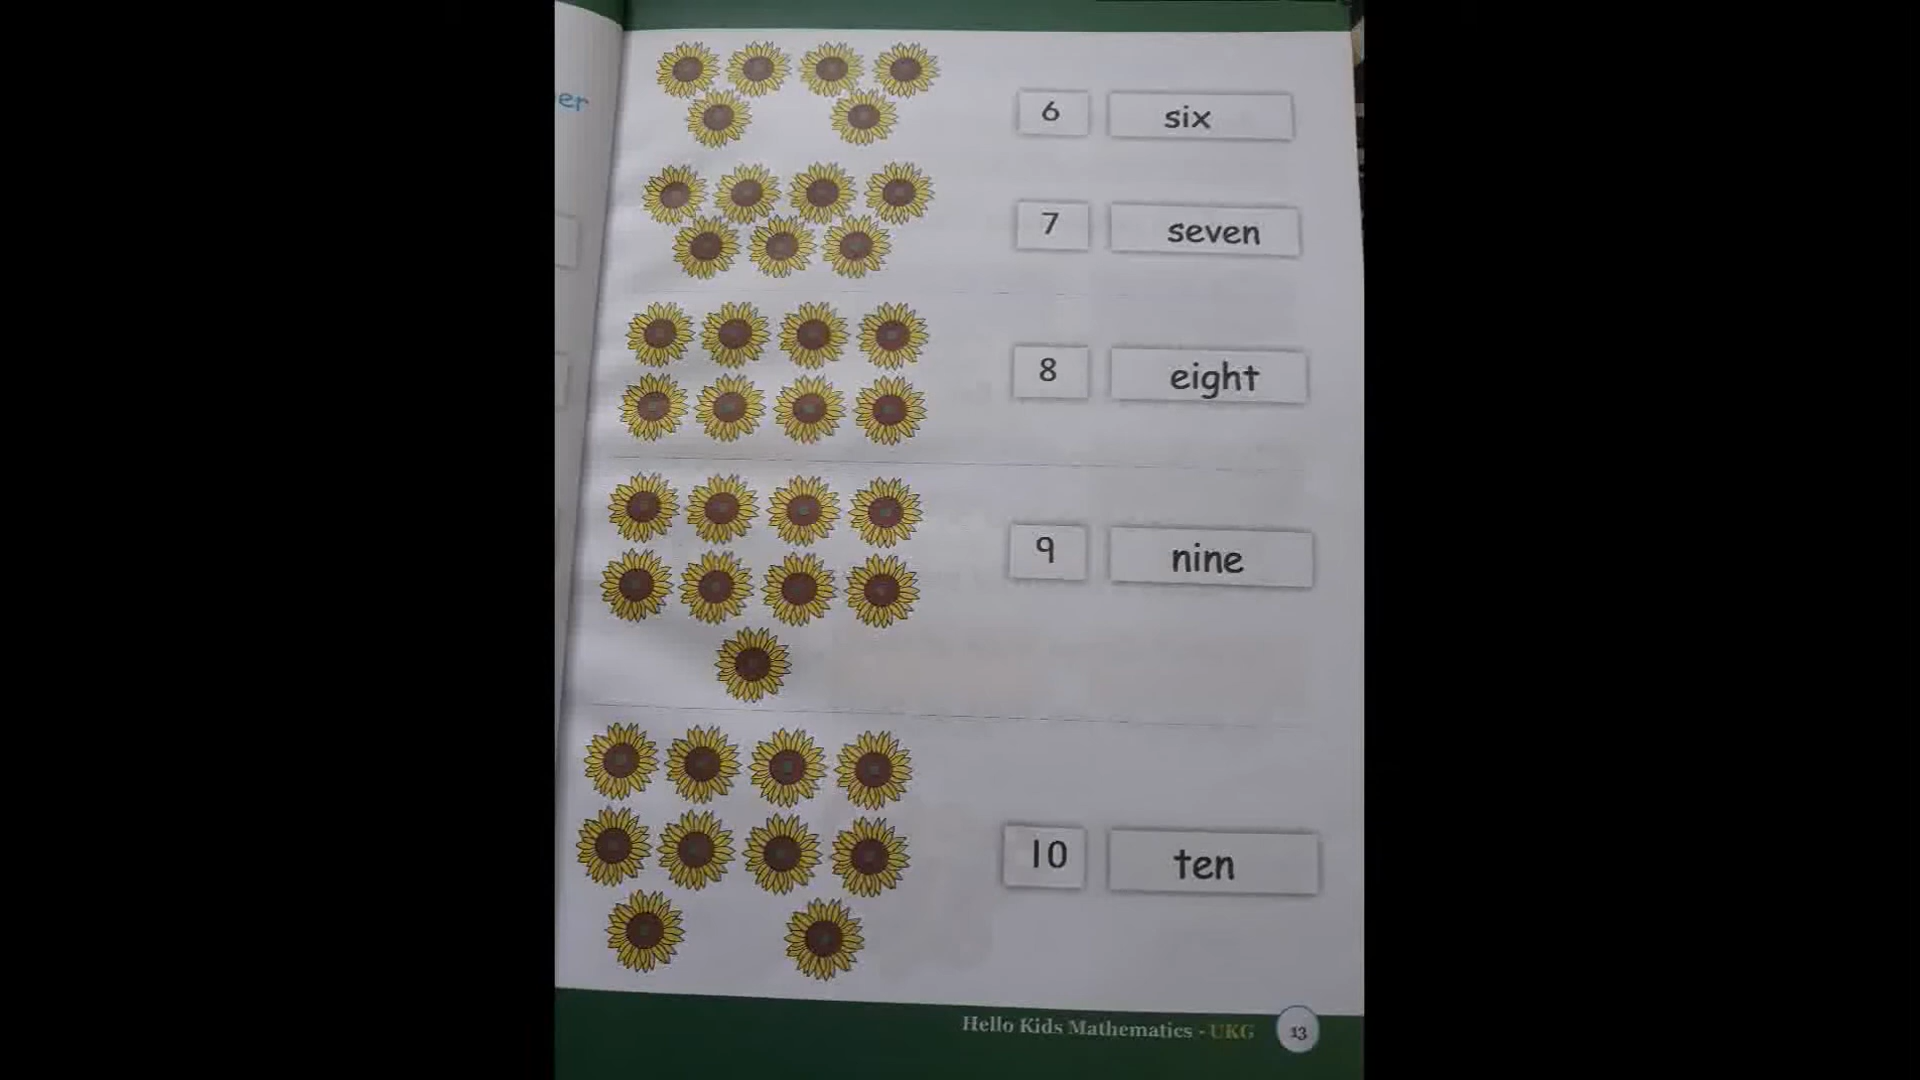 er
6 six
7 seven
8 eight
9 nine
10 ten
Hello Kids Mathematics - UKG 13